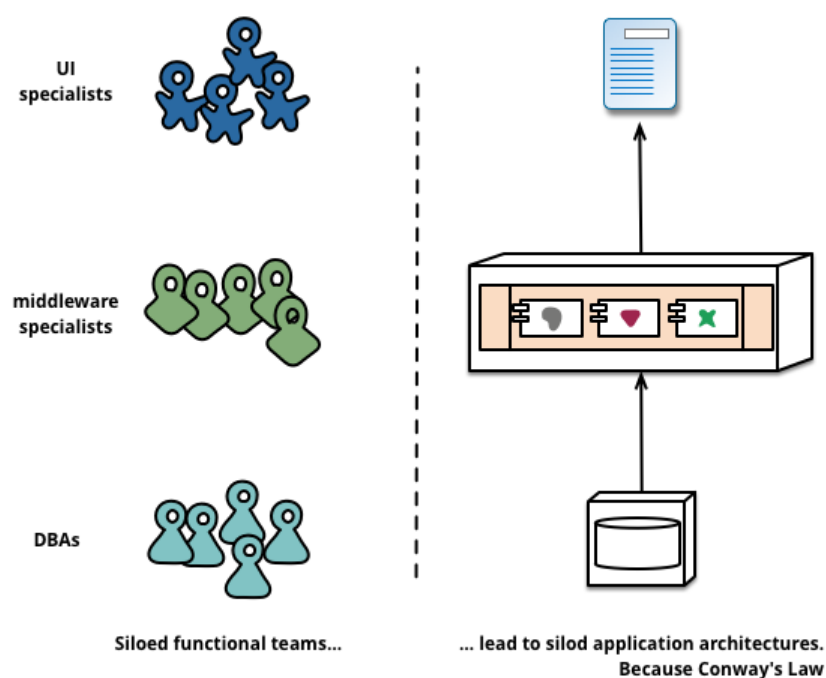 UI
specialists
middleware
specialists
DBAs
Siloed functional teams...
... lead to silod application architectures.
Because Conway's Law